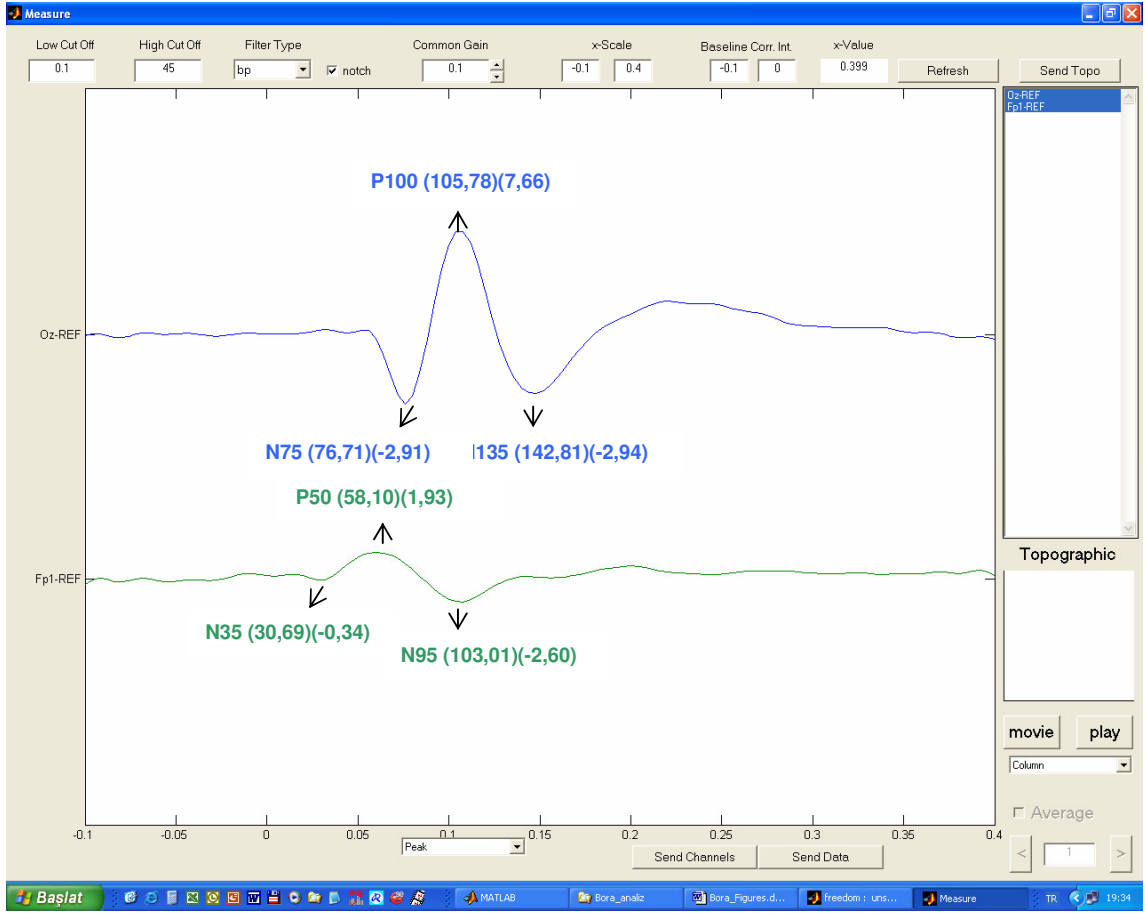 Measure
Low Cut Off High Cut Off Filter Type Common Gain x-Scale Baseline Corr. Int. x-Value
0.1 45 bp notch 0.1 -0.1 0.4 -0.1 0 0.399 Refresh Send Topo
Oz-REF
Fp1-REF
P100 (105,78)(7,66)
Oz-REF
N75 (76,71)(-2,91) I135 (142,81)(-2,94)
P50 (58,10)(1,93)
Topographic
Fp1-REF
N35 (30,69)(-0,34)
N95 (103,01)(-2,60)
movie play
Column
Average
-0.1 -0.05 0 0.05 0.1 0.15 0.2 0.25 0.3 0.35 0.4
Peak
Send Channels Send Data
< 1 >
Başlat MATLAB Bora_analiz Bora_Figures.d... freedom : uns... Measure TR 19:34